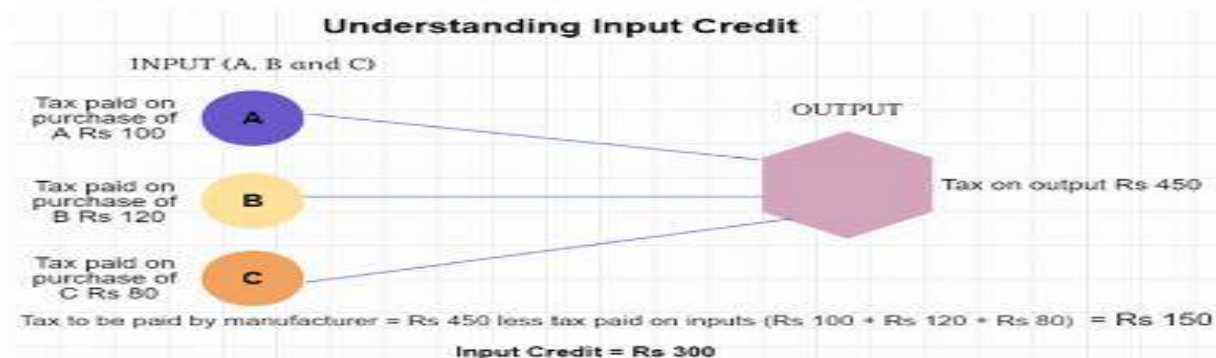 Understanding Input Credit
INPUT (A, B and C)
Tax paid on
purchase of
A Rs 100
A
OUTPUT
Tax paid on
purchase of
B Rs 120
B
Tax on output Rs 450
Tax paid on
purchase of
C Rs 80
C
Tax to be paid by manufacturer = Rs 450 less tax paid on inputs (Rs 100 + Rs 120 + Rs 80) = Rs 150
Input Credit = Rs 300